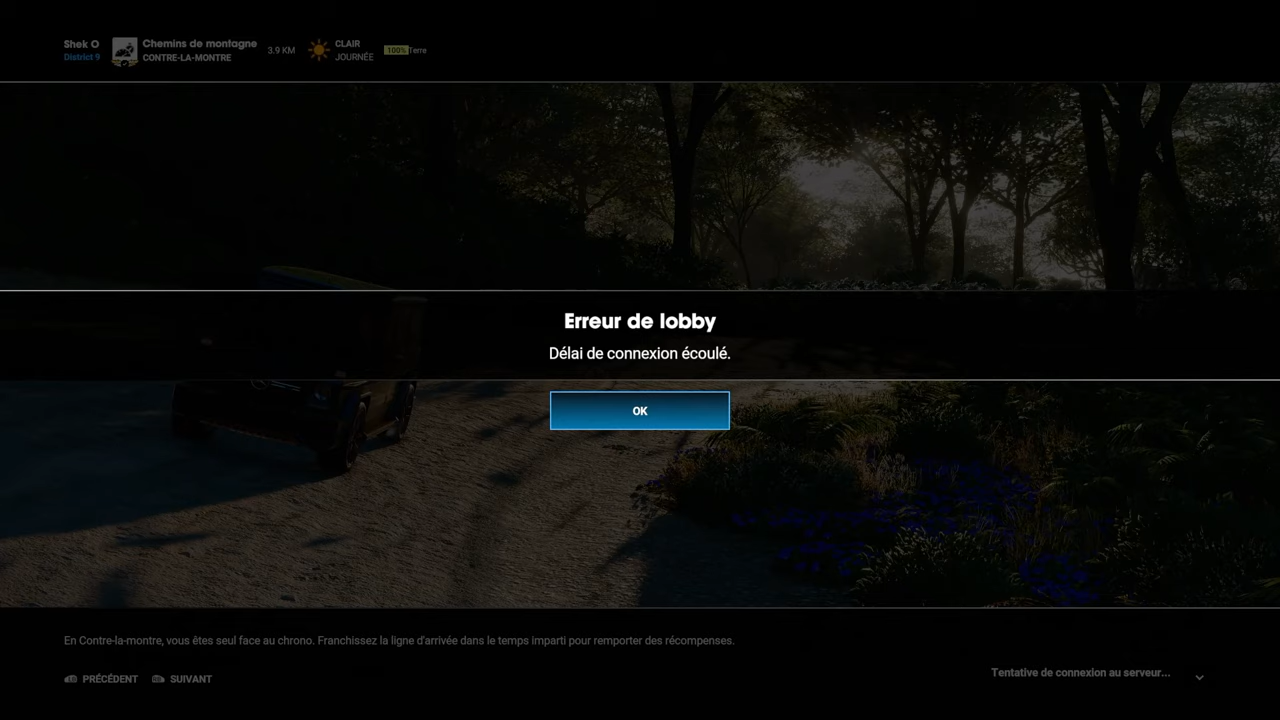 Shek O
District 9
Chemins de montagne
CONTRE-LA-MONTRE
3.9 KM
CLAIR
JOURNÉE
100% Terre
Erreur de lobby
Délai de connexion écoulé.
OK
En Contre-la-montre, vous êtes seul face au chrono. Franchissez la ligne d'arrivée dans le temps imparti pour remporter des récompenses.
PRÉCÉDENT SUIVANT
Tentative de connexion au serveur...